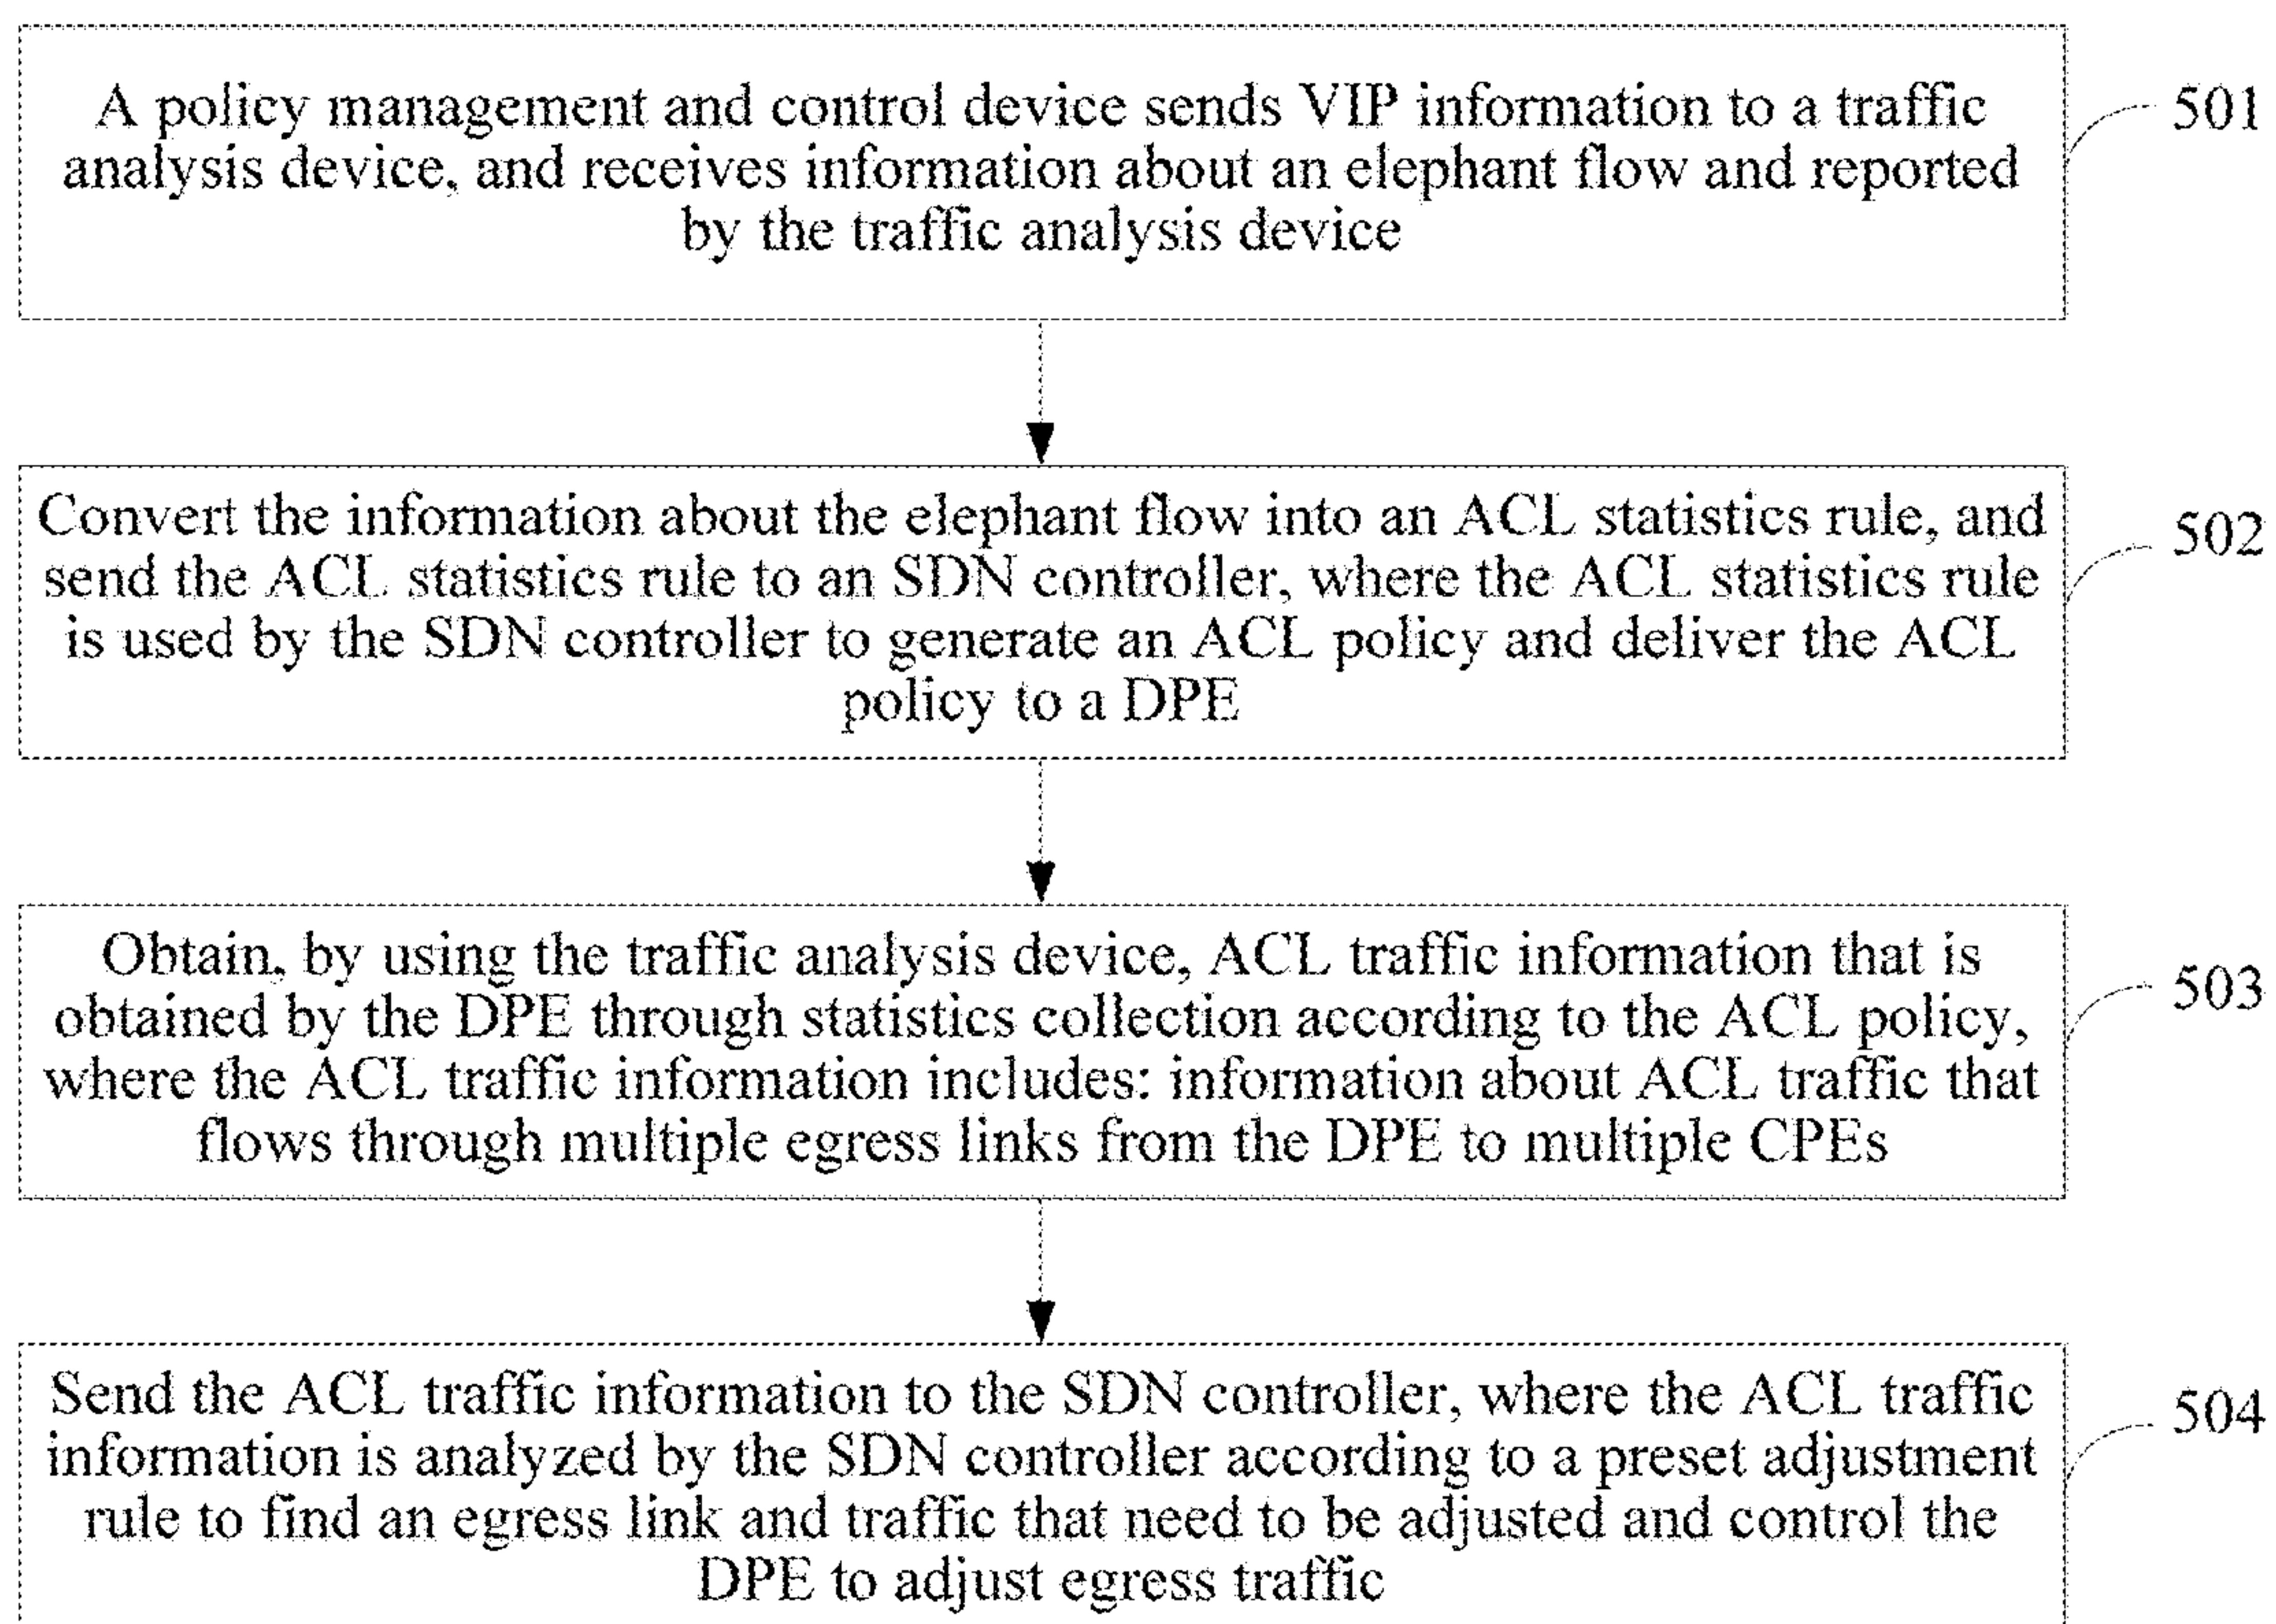 A policy management and control device sends VIP information to a traffic
analysis device, and receives information about an elephant flow and reported
by the traffic analysis device
501
Convert the information about the elephant flow into an ACL statistics rule, and
send the ACL statistics rule to an SDN controller, where the ACL statistics rule
is used by the SDN controller to generate an ACL policy and deliver the ACL
policy to a DPE
502
Obtain, by using the traffic analysis device, ACL traffic information that is
obtained by the DPE through statistics collection according to the ACL policy,
where the ACL traffic information includes: information about ACL traffic that
flows through multiple egress links from the DPE to multiple CPEs
503
Send the ACL traffic information to the SDN controller, where the ACL traffic
information is analyzed by the SDN controller according to a preset adjustment
rule to find an egress link and traffic that need to be adjusted and control the
DPE to adjust egress traffic
504